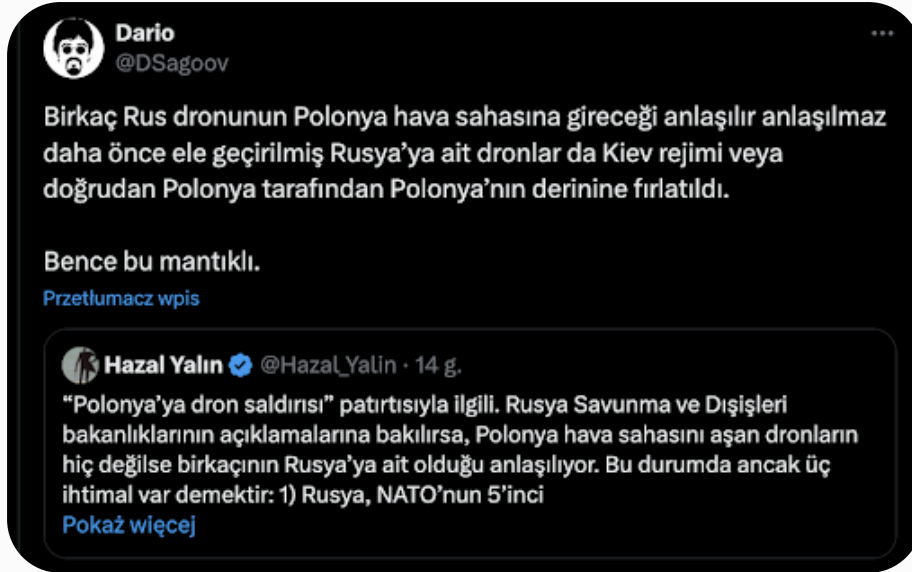 Dario
@DSagoov
Birkaç Rus dronunun Polonya hava sahasına gireceği anlaşılır anlaşılmaz
daha önce ele geçirilmiş Rusya’ya ait dronlar da Kiev rejimi veya
doğrudan Polonya tarafından Polonya’nın derinine fırlatıldı.
Bence bu mantıklı.
Przetłumacz wpis
Hazal Yalın @Hazal_Yalin · 14 g.
“Polonya’ya dron saldırısı” patırtısıyla ilgili. Rusya Savunma ve Dışişleri
bakanlıklarının açıklamalarına bakılırsa, Polonya hava sahasını aşan dronların
hiç değilse birkaçının Rusya’ya ait olduğu anlaşılıyor. Bu durumda ancak üç
ihtimal var demektir: 1) Rusya, NATO’nun 5’inci
Pokaż więcej